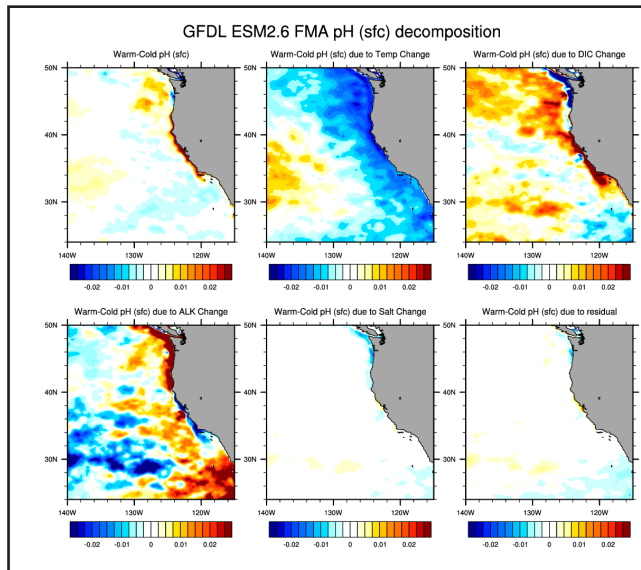 GFDL ESM2.6 FMA pH (sfc) decomposition
Warm-Cold pH (sfc)
Warm-Cold pH (sfc) due to Temp Change
Warm-Cold pH (sfc) due to DIC Change
50N
40N
30N
140W 130W 120W
-0.02 -0.01 0 0.01 0.02
50N
40N
30N
140W 130W 120W
-0.02 -0.01 0 0.01 0.02
50N
40N
30N
140W 130W 120W
-0.02 -0.01 0 0.01 0.02
Warm-Cold pH (sfc) due to ALK Change
Warm-Cold pH (sfc) due to Salt Change
Warm-Cold pH (sfc) due to residual
50N
40N
30N
140W 130W 120W
-0.02 -0.01 0 0.01 0.02
50N
40N
30N
140W 130W 120W
-0.02 -0.01 0 0.01 0.02
50N
40N
30N
140W 130W 120W
-0.02 -0.01 0 0.01 0.02